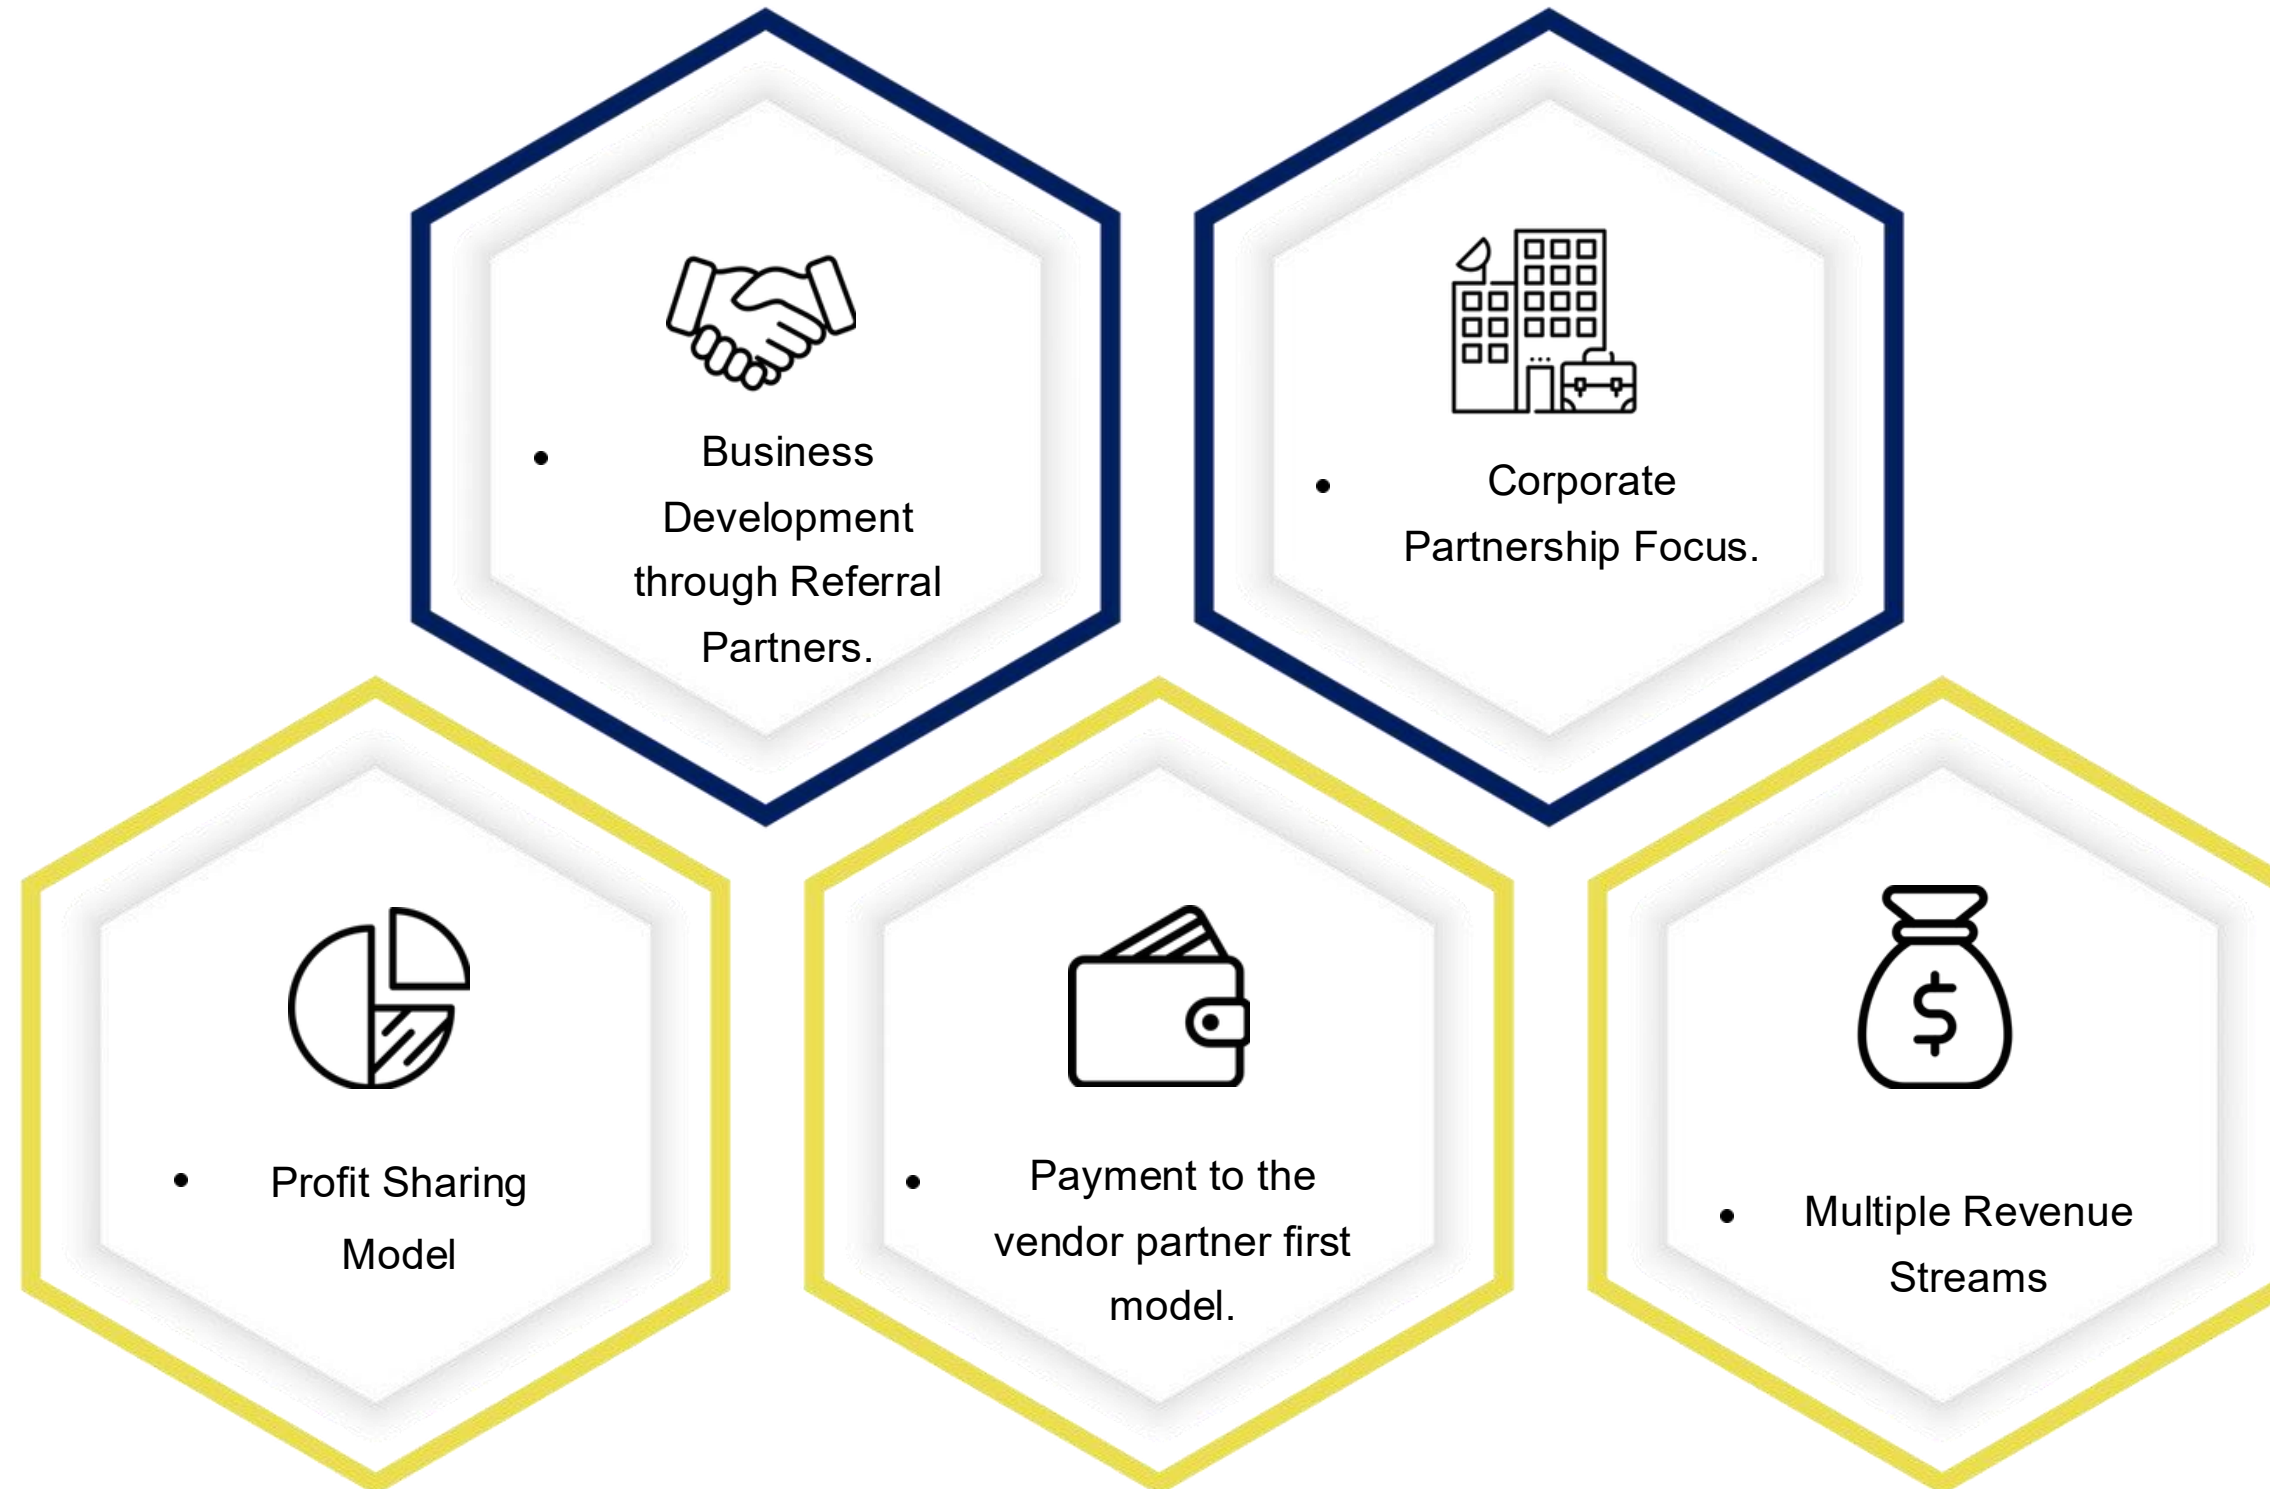 • Business
Development
through Referral
Partners.
• Corporate
Partnership Focus.
• Profit Sharing
Model
• Payment to the
vendor partner first
model.
$
• Multiple Revenue
Streams